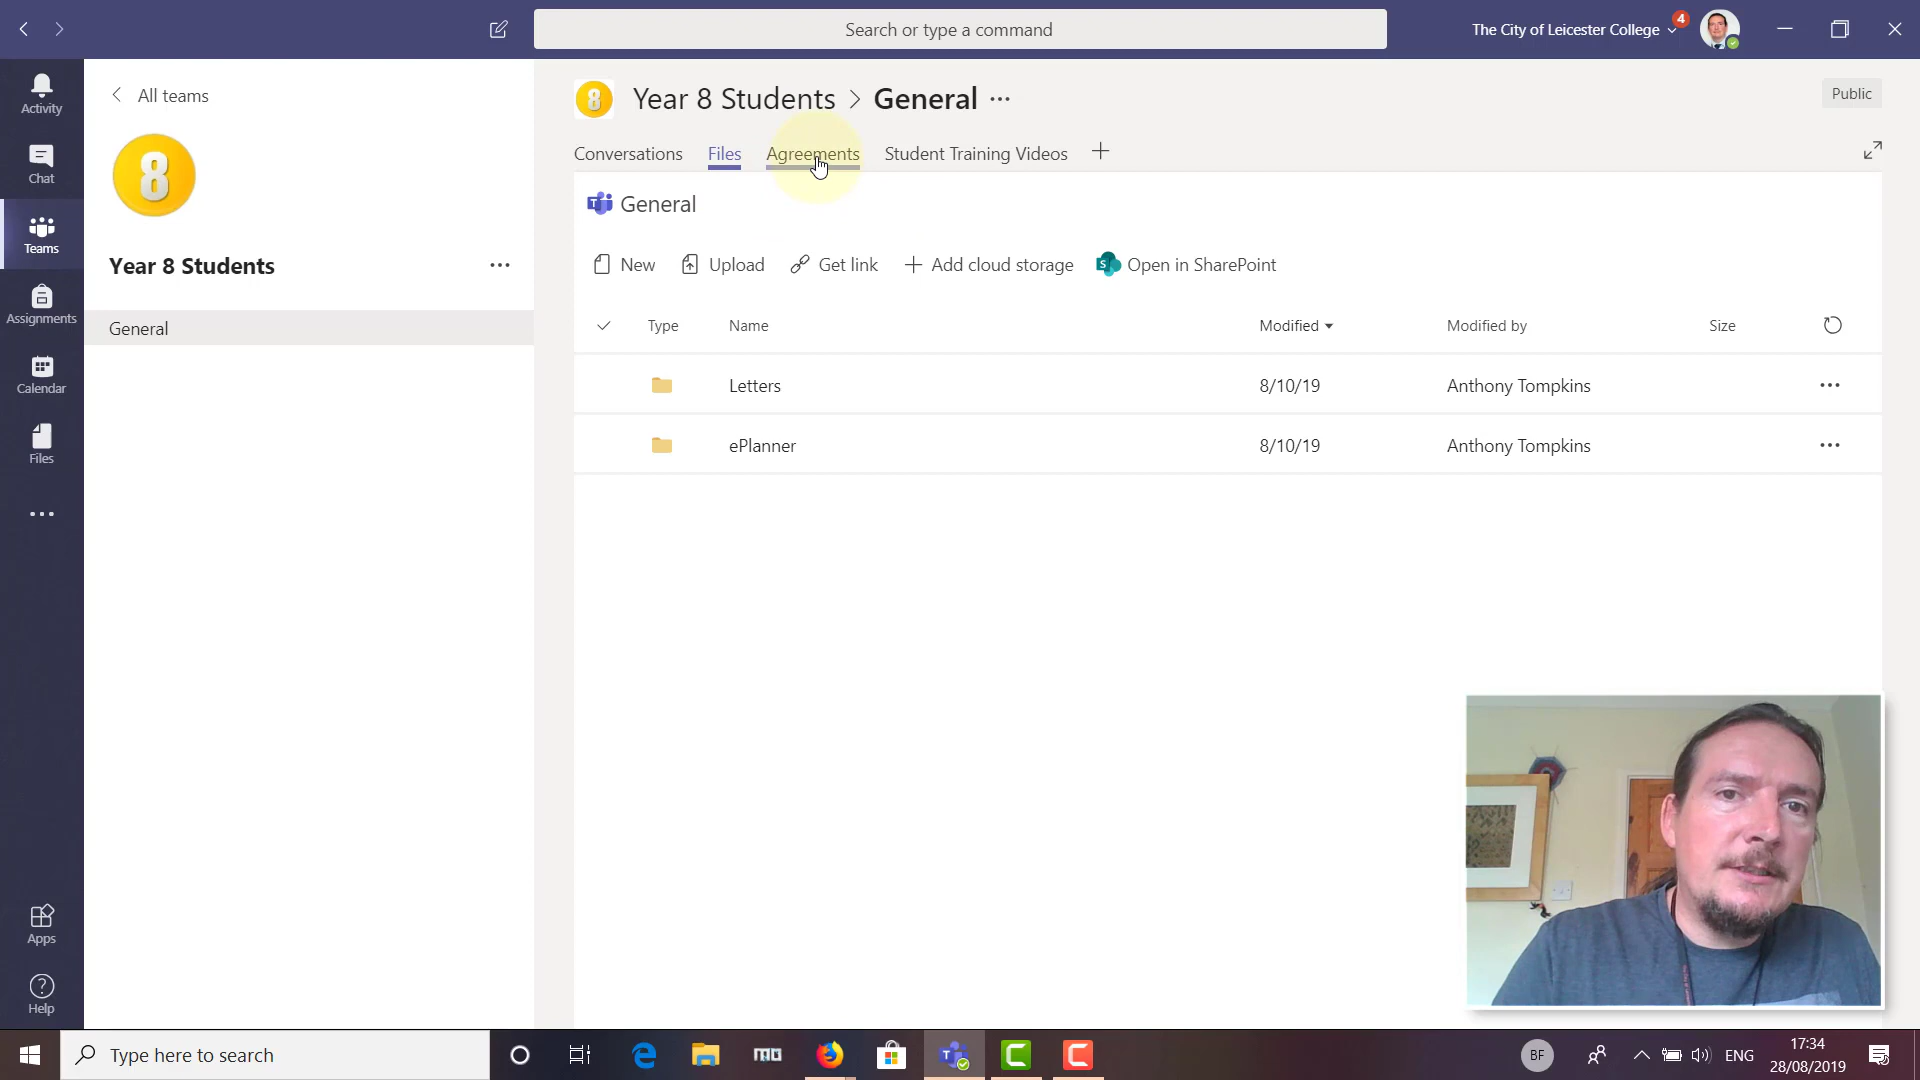 Search or type a command
The City of Leicester College
4
Activity
Chat
Teams
Assignments
Calendar
Files
Apps
Help
All teams
8
Year 8 Students
General
8
Year 8 Students > General
Public
Conversations
Files
Agreements
Student Training Videos
General
New
Upload
Get link
Add cloud storage
Open in SharePoint
Type
Name
Modified
Modified by
Size
Letters
8/10/19
Anthony Tompkins
ePlanner
8/10/19
Anthony Tompkins
Type here to search
BF
ENG
17:34
28/08/2019